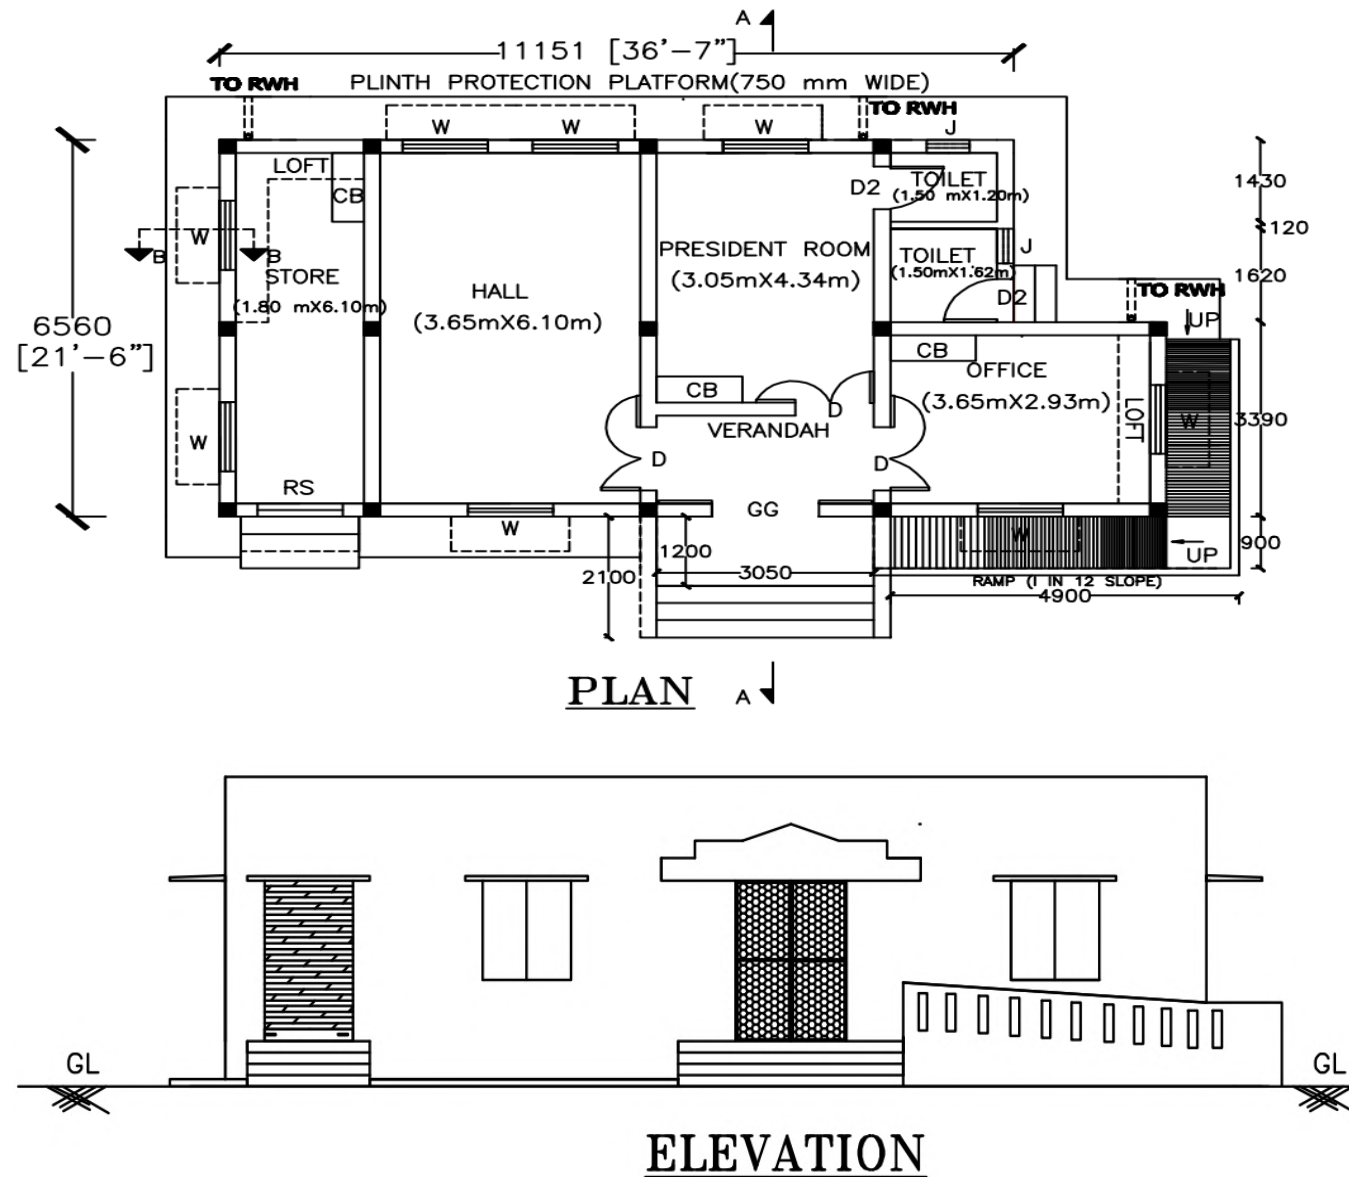 A
11151 [36'-7"]
TO RWH
PLINTH PROTECTION PLATFORM(750 mm WIDE)
TO RWH
W
W
W
J
LOFT
CB
D2
TOILET
(1.50 mX1.20m)
1430
120
W
B
B
STORE
(1.80 mX6.10m)
HALL
(3.65mX6.10m)
PRESIDENT ROOM
(3.05mX4.34m)
TOILET
(1.50mX1.62m)
J
D2
1620
TO RWH
UP
6560
[21'-6"]
CB
CB
OFFICE
(3.65mX2.93m)
LOFT
W
3390
D
VERANDAH
W
D
D
RS
GG
W
W
900
UP
1200
2100
3050
RAMP (I IN 12 SLOPE)
4900
PLAN
A
GL
GL
ELEVATION